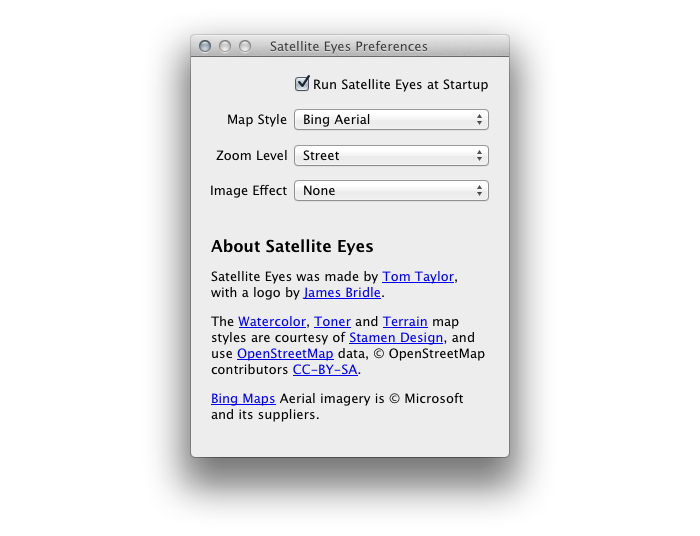 Satellite Eyes Preferences
Run Satellite Eyes at Startup
Map Style Bing Aerial
Zoom Level Street
Image Effect None
About Satellite Eyes
Satellite Eyes was made by Tom Taylor,
with a logo by James Bridle.
The Watercolor, Toner and Terrain map
styles are courtesy of Stamen Design, and
use OpenStreetMap data, © OpenStreetMap
contributors CC-BY-SA.
Bing Maps Aerial imagery is © Microsoft
and its suppliers.